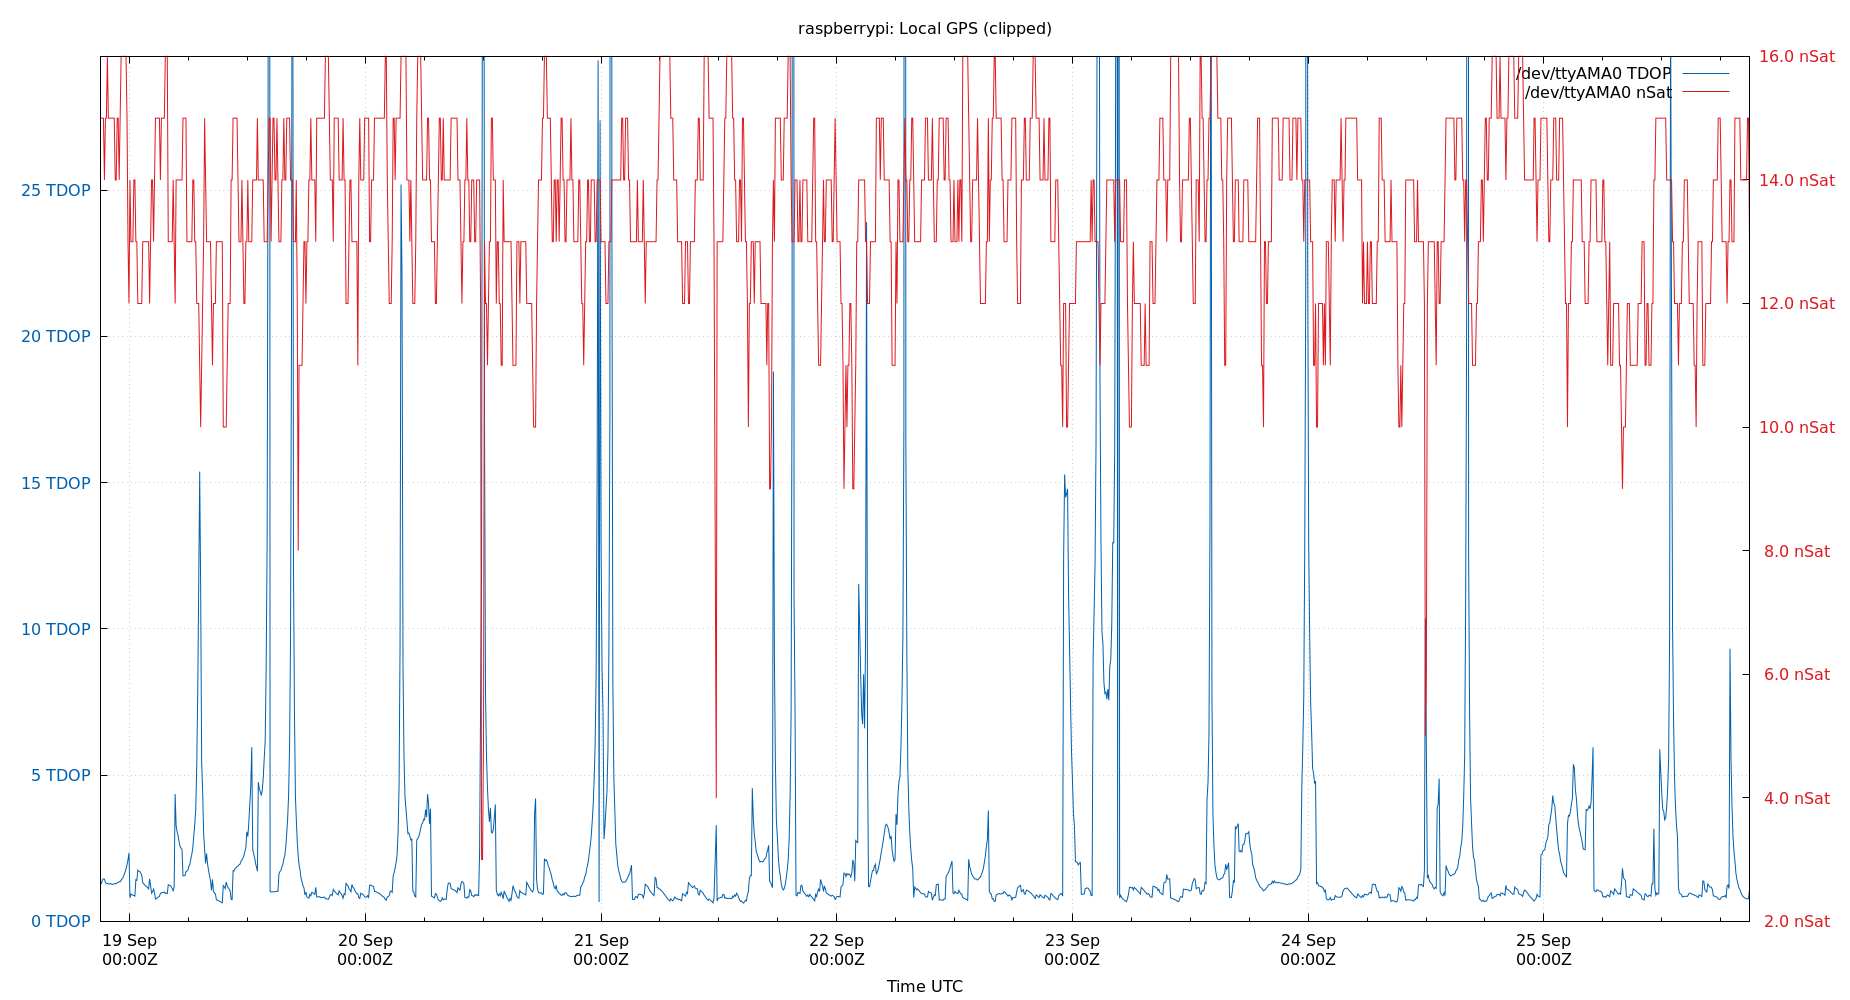 raspberrypi: Local GPS (clipped)
16.0 nSat
/dev/ttyAMA0 TDOP
/dev/ttyAMA0 nSat
25 TDOP
14.0 nSat
12.0 nSat
20 TDOP
10.0 nSat
15 TDOP
8.0 nSat
10 TDOP
6.0 nSat
5 TDOP
4.0 nSat
0 TDOP
2.0 nSat
19 Sep 20 Sep 21 Sep 22 Sep 23 Sep 24 Sep 25 Sep
00:00Z 00:00Z 00:00Z 00:00Z 00:00Z 00:00Z 00:00Z
Time UTC